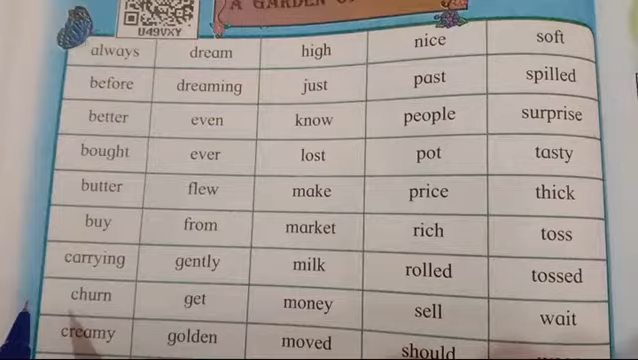 A GARDEN
U49VXY
always dream high nice soft
before dreaming just past spilled
better even know people surprise
bought ever lost pot tasty
butter flew make price thick
buy from market rich toss
carrying gently milk rolled tossed
churn get money sell wait
creamy golden moved should